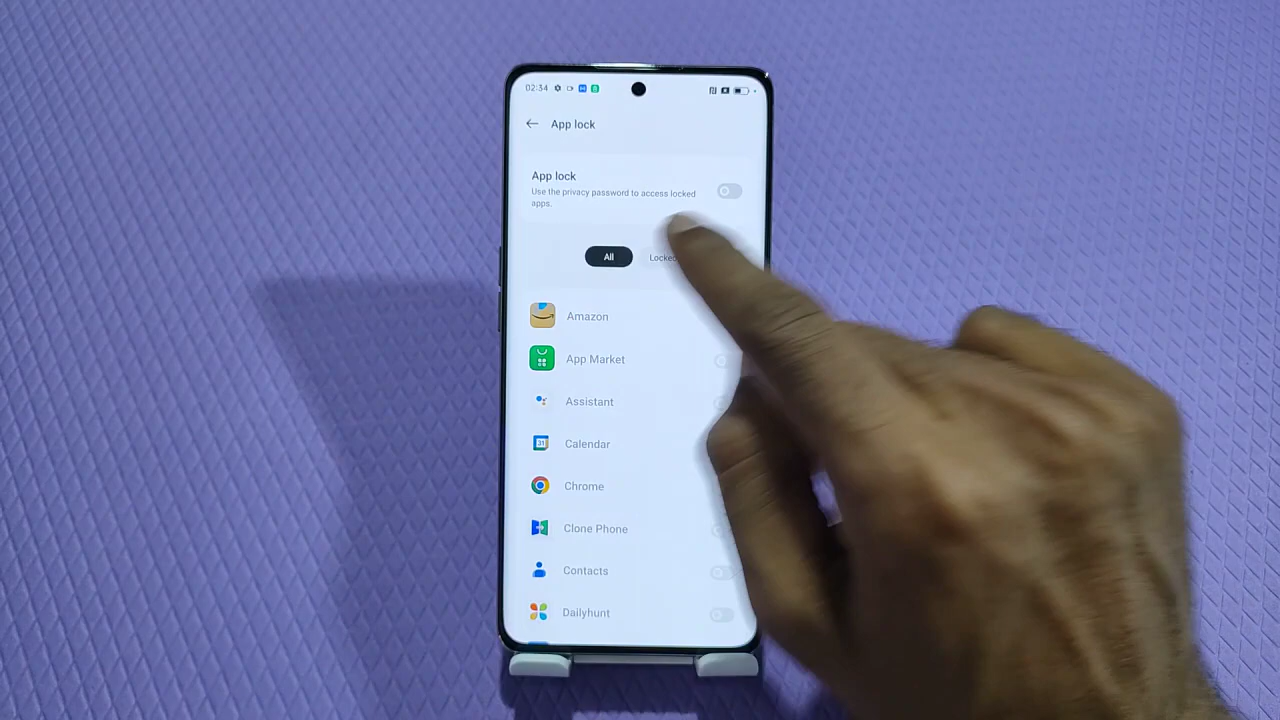 02:34
App lock
App lock
Use the privacy password to access locked
apps.
All
Locked
Amazon
App Market
Assistant
31
Calendar
Chrome
Clone Phone
Contacts
Dailyhunt